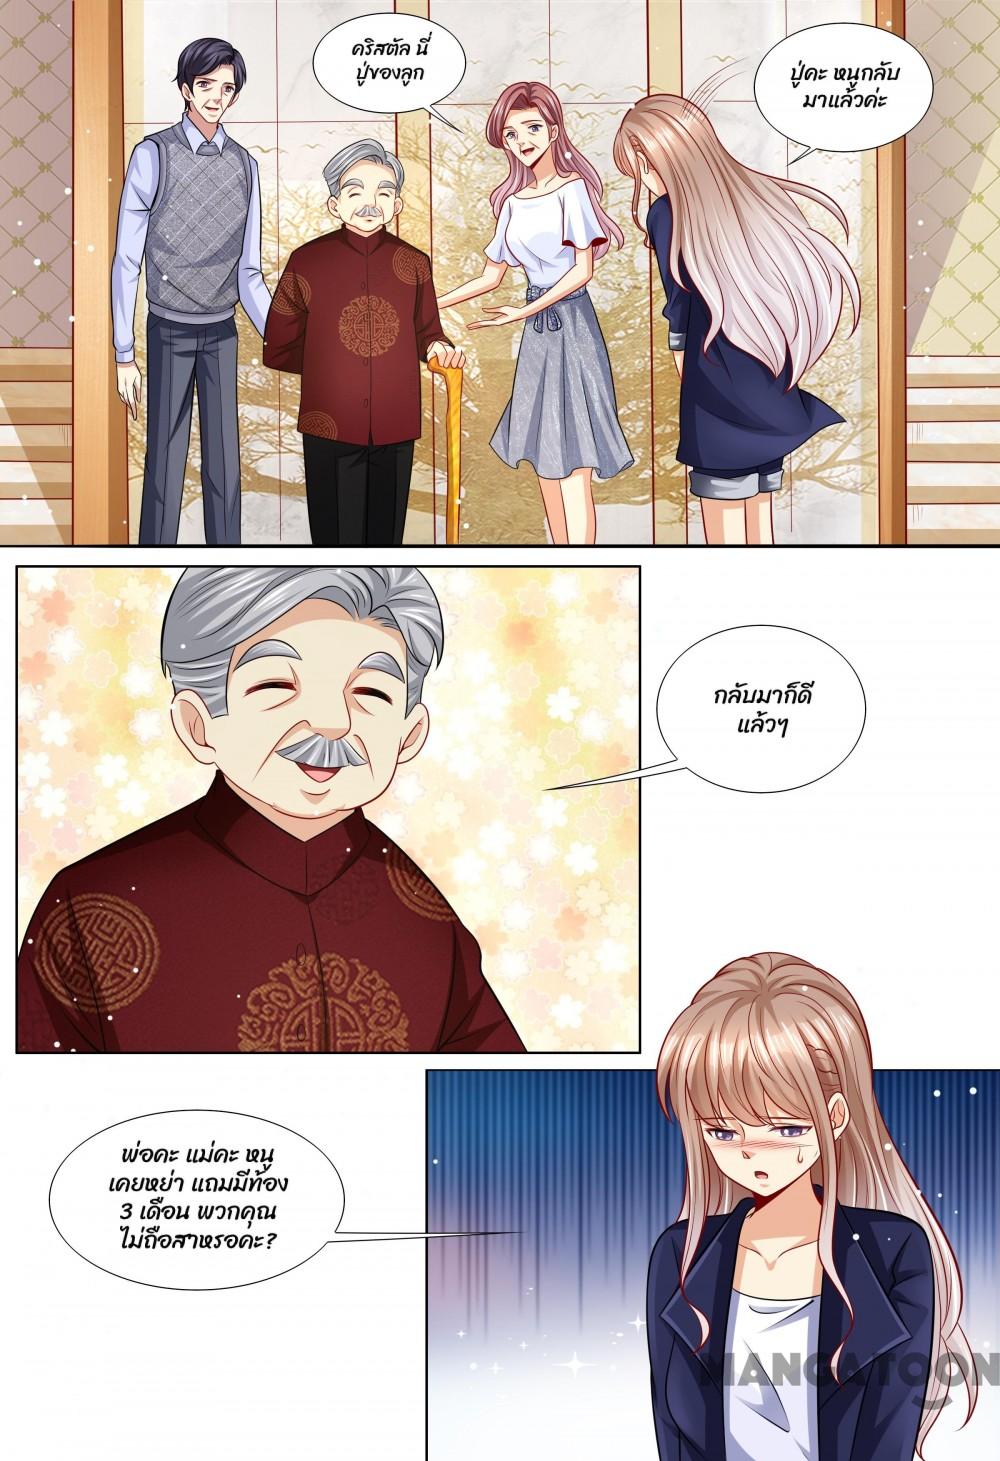 คริสตัล นี่
ปู่ของลูก
ปู่คะ หนูกลับ
มาแล้วค่ะ
กลับมาก็ดี
แล้วๆ
พ่อคะ แม่คะ หนู
เคยหย่า แถมมีท้อง
3 เดือน พวกคุณ
ไม่ถือสาหรอคะ?
MANGATOON